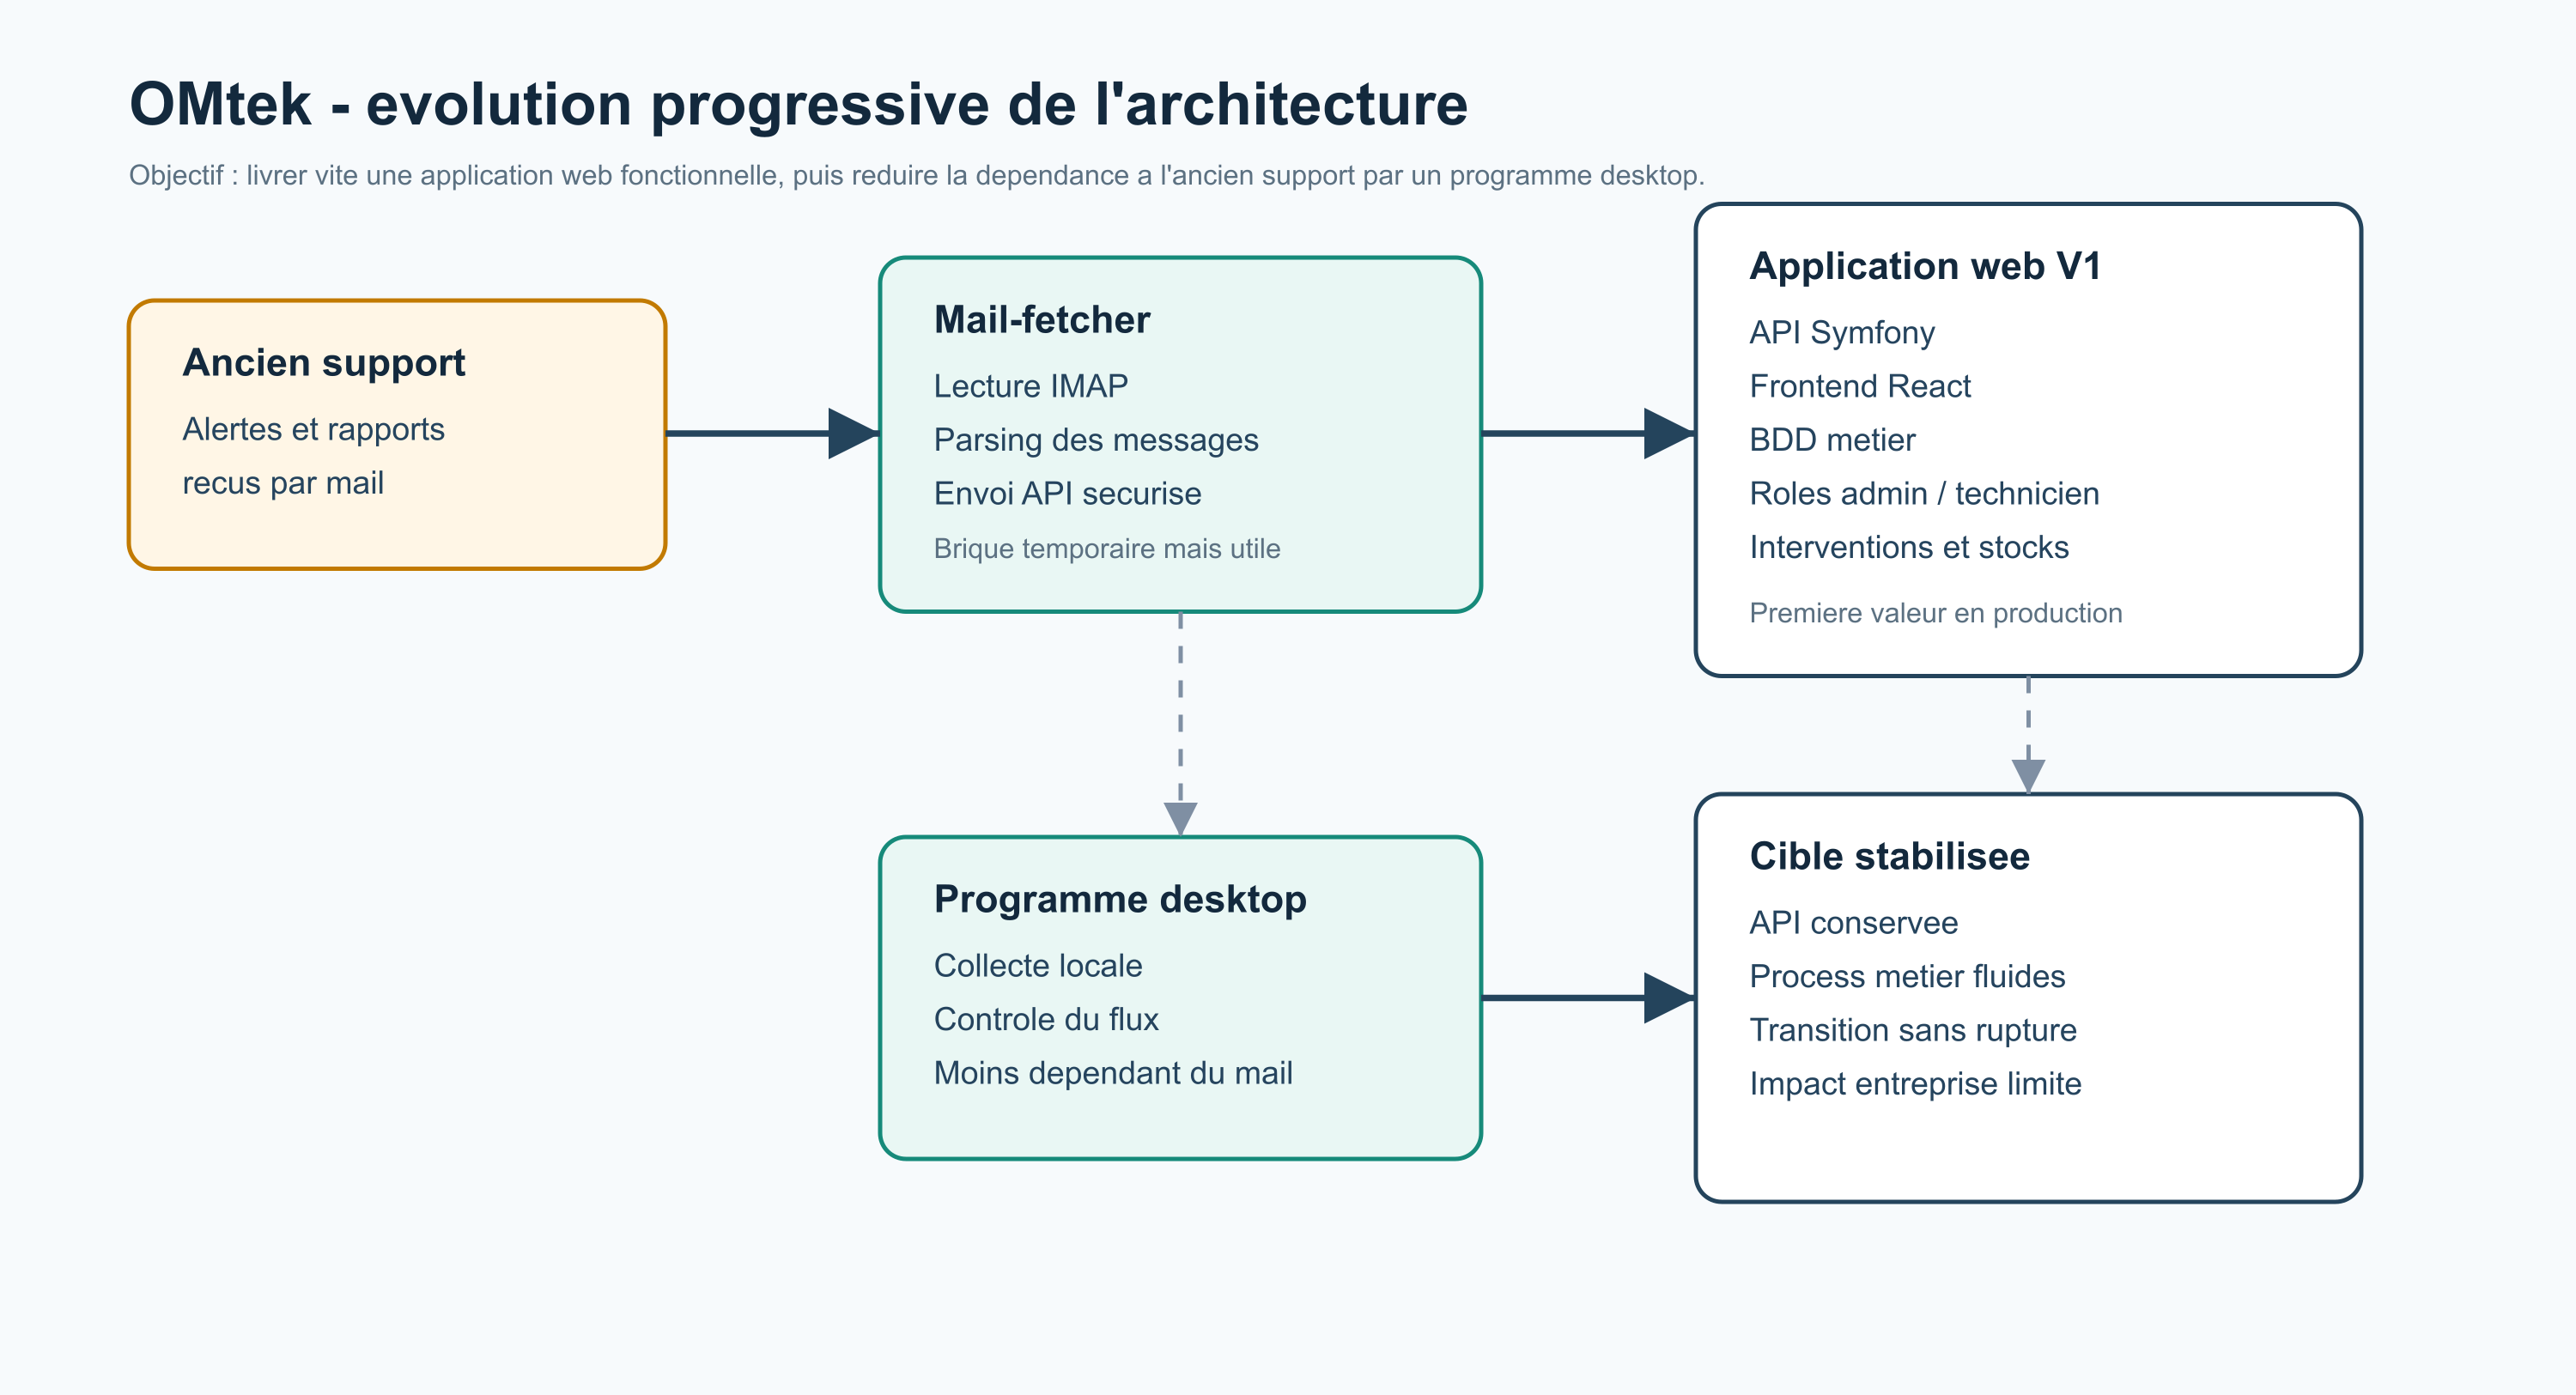 OMtek - evolution progressive de l'architecture
Objectif : livrer vite une application web fonctionnelle, puis reduire la dependance a l'ancien support par un programme desktop.
Ancien support
Alertes et rapports
recus par mail
Mail-fetcher
Lecture IMAP
Parsing des messages
Envoi API securise
Brique temporaire mais utile
Application web V1
API Symfony
Frontend React
BDD metier
Roles admin / technicien
Interventions et stocks
Premiere valeur en production
Programme desktop
Collecte locale
Controle du flux
Moins dependant du mail
Cible stabilisee
API conservee
Process metier fluides
Transition sans rupture
Impact entreprise limite